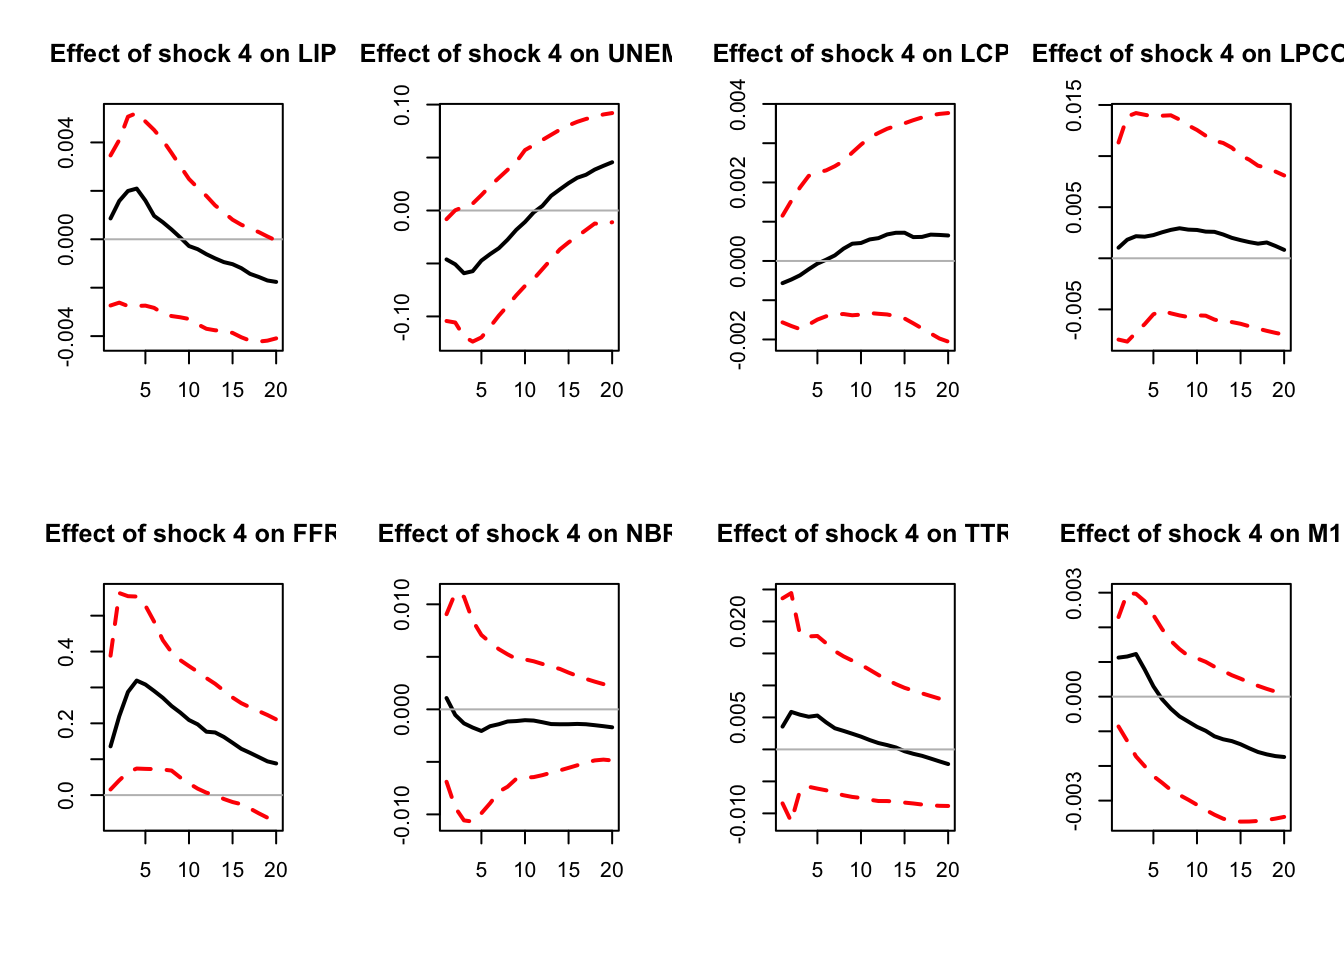 Effect of shock 4 on LIP Effect of shock 4 on UNEM Effect of shock 4 on LCP Effect of shock 4 on LPCO
0.004 0.000 -0.004
5 10 15 20
0.10 0.00 -0.10
5 10 15 20
0.004 0.002 0.000 -0.002
5 10 15 20
0.015 0.005 -0.005
5 10 15 20
Effect of shock 4 on FFR Effect of shock 4 on NBR Effect of shock 4 on TTR Effect of shock 4 on M1
0.4 0.2 0.0
5 10 15 20
0.010 0.000 -0.010
5 10 15 20
0.020 0.005 -0.010
5 10 15 20
0.003 0.000 -0.003
5 10 15 20